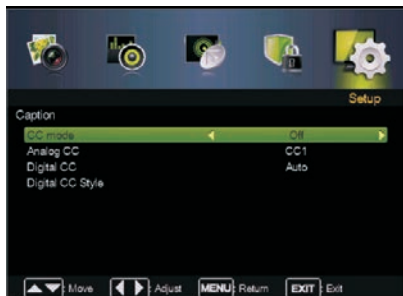 Setup
Caption
CC mode Off
Analog CC CC1
Digital CC Auto
Digital CC Style
: Move : Adjust MENU : Return EXIT : Exit